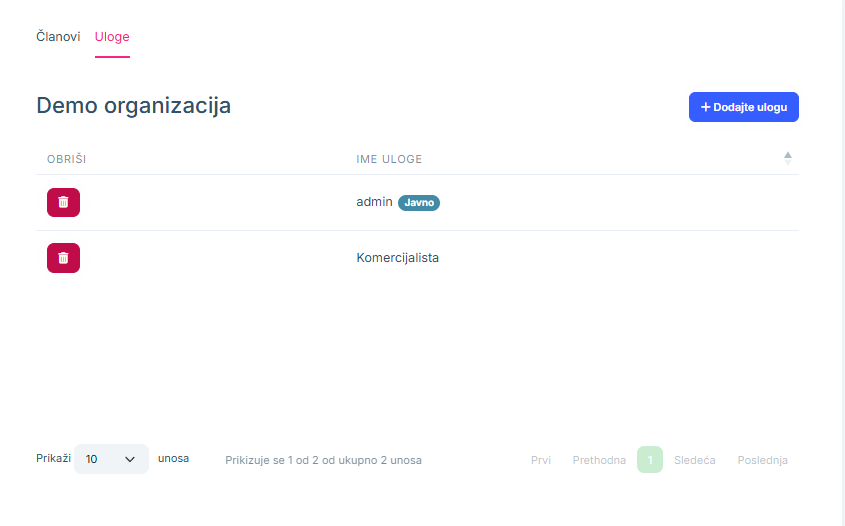 Članovi Uloge
Demo organizacija
Dodajte ulogu
OBRIŠI IME ULOGE
admin Javno
Komercijalista
Prikaži 10 unosa Prikizuje se 1 od 2 od ukupno 2 unosa Prvi Prethodna 1 Sledeća Poslednja